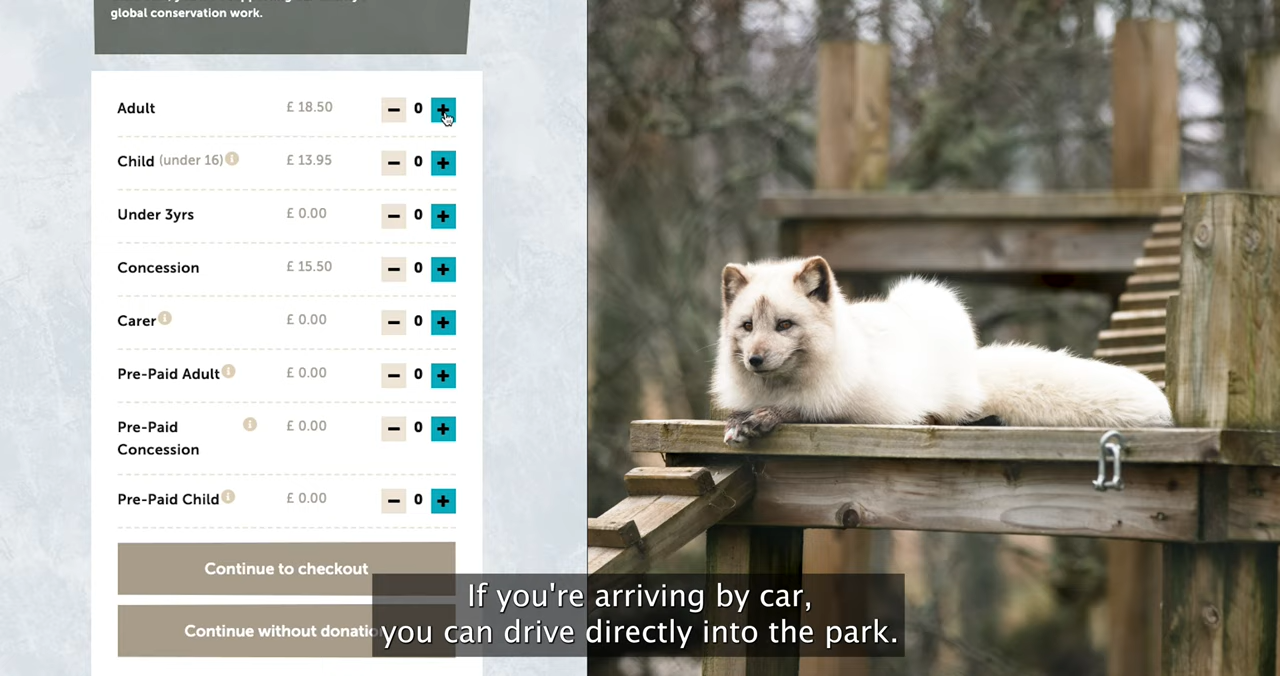 global conservation work.
Adult £ 18.50 0
Child (under 16) £ 13.95 0
Under 3yrs £ 0.00 0
Concession £ 15.50 0
Carer £ 0.00 0
Pre-Paid Adult £ 0.00 0
Pre-Paid
Concession £ 0.00 0
Pre-Paid Child £ 0.00 0
Continue to checkout
Continue without donatio
If you're arriving by car,
you can drive directly into the park.